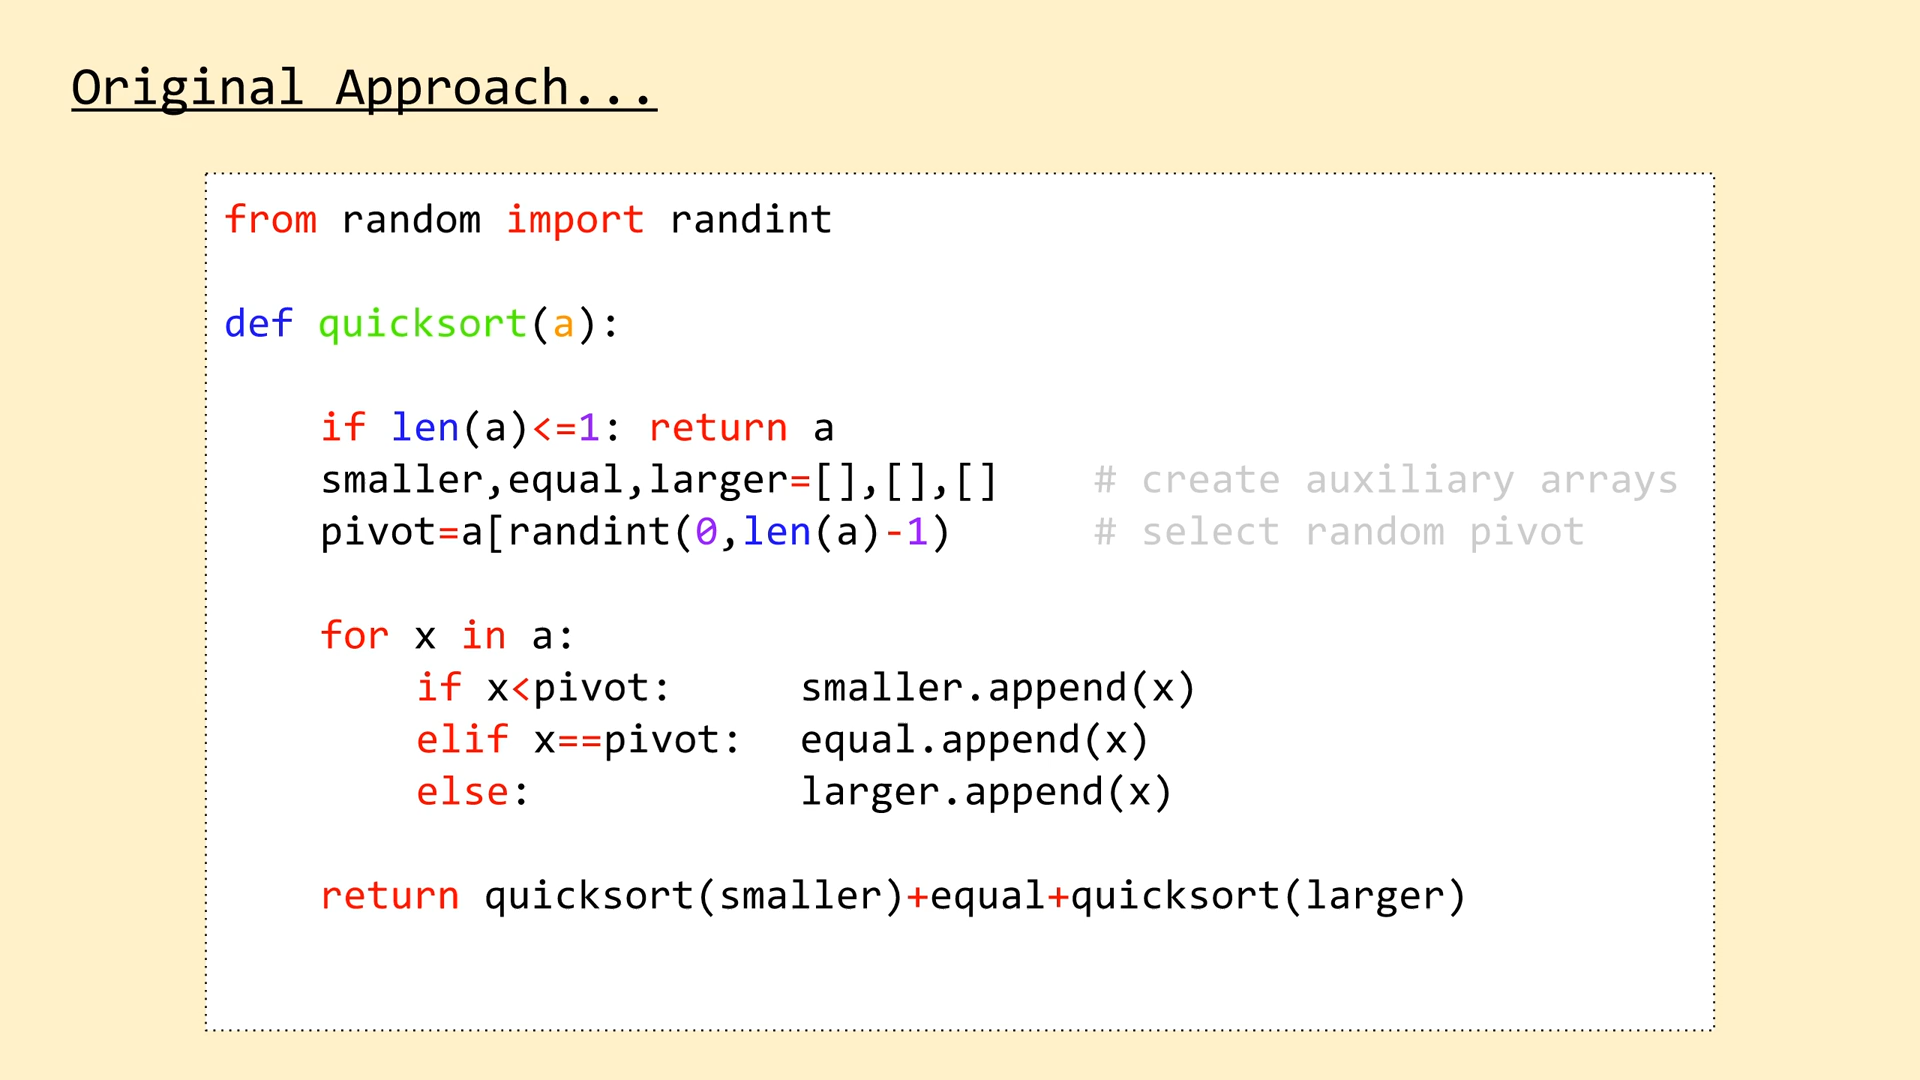 Original Approach...
from random import randint
def quicksort(a):
if len(a)<=1: return a
smaller,equal,larger=[],[],[] # create auxiliary arrays
pivot=a[randint(0,len(a)-1) # select random pivot
for x in a:
if x<pivot: smaller.append(x)
elif x==pivot: equal.append(x)
else: larger.append(x)
return quicksort(smaller)+equal+quicksort(larger)